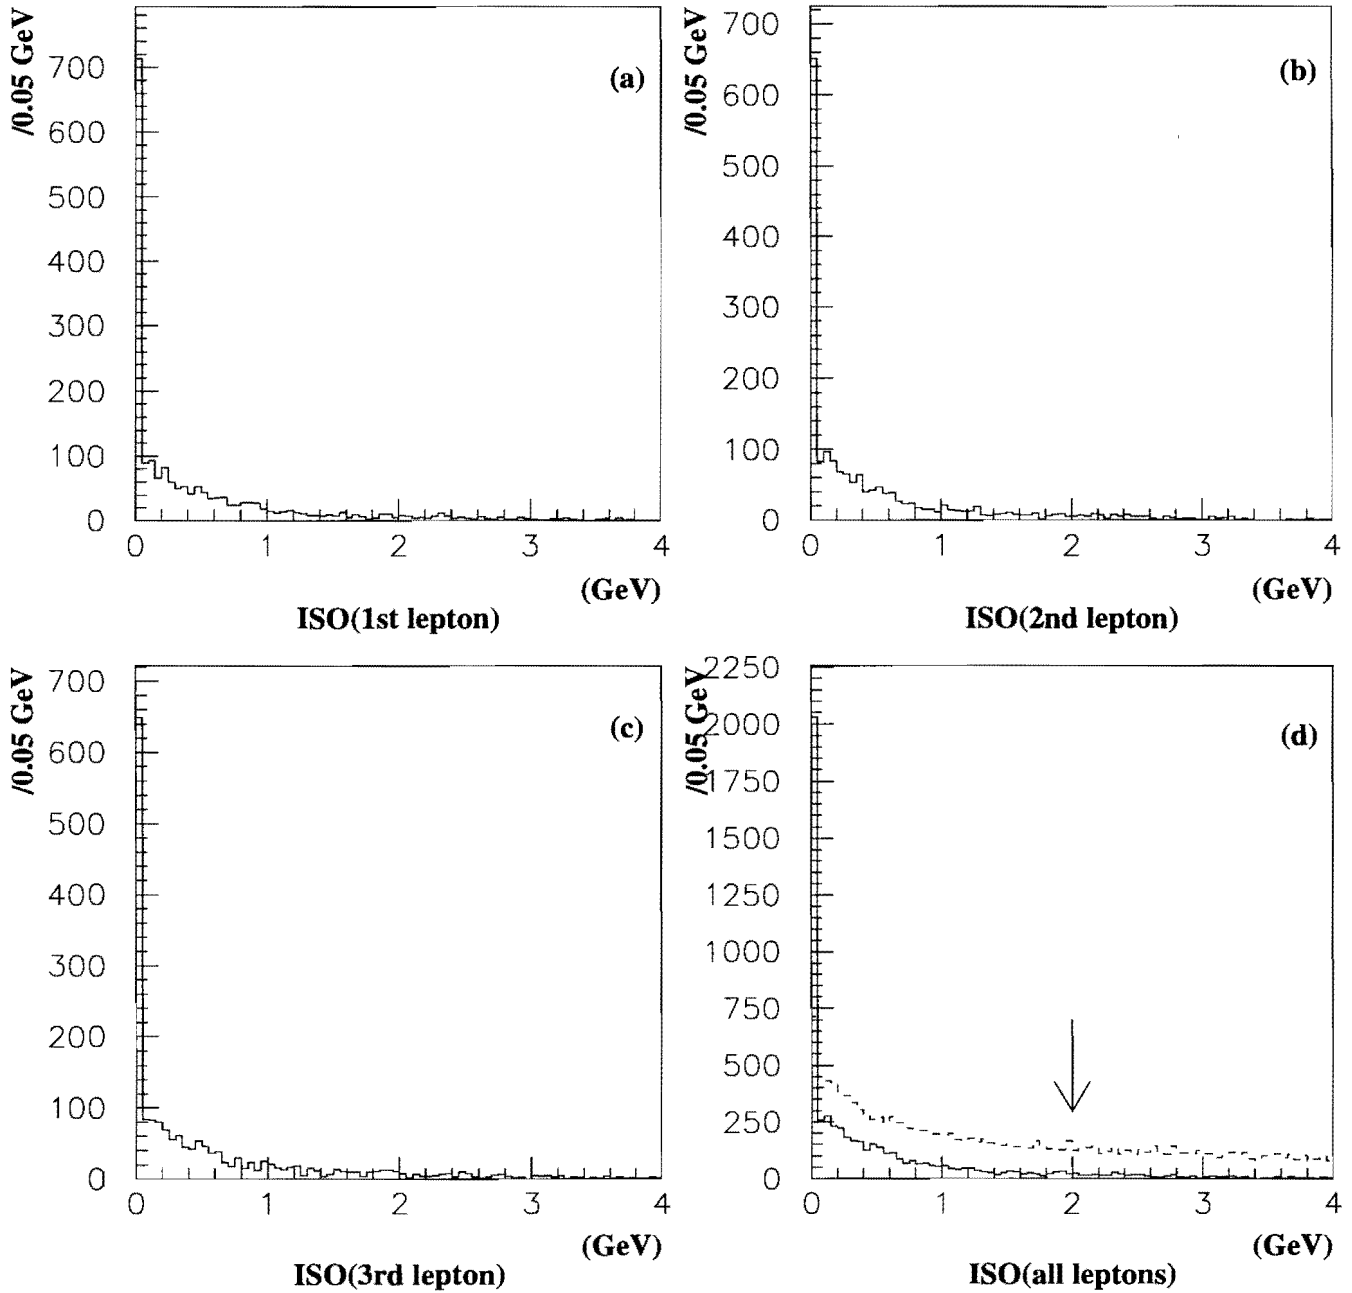 /0.05 GeV
700
600
500
400
300
200
100
0
(a)
0 1 2 3 4
(GeV)
ISO(1st lepton)
/0.05 GeV
700
600
500
400
300
200
100
0
(b)
0 1 2 3 4
(GeV)
ISO(2nd lepton)
/0.05 GeV
700
600
500
400
300
200
100
0
(c)
0 1 2 3 4
(GeV)
ISO(3rd lepton)
/0.05 GeV
2250
2000
1750
1500
1250
1000
750
500
250
0
(d)
0 1 2 3 4
(GeV)
ISO(all leptons)